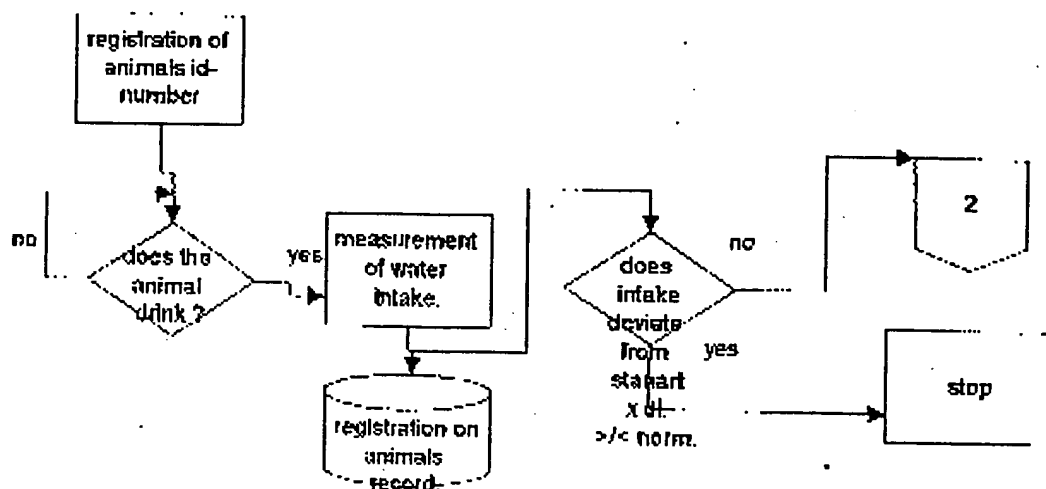 registration of
animals id-
number
no
does the
animal
drink ?
yes
measurement
of water
intake.
registration on
animals
record
does
intake
deviate
from
stanart
x dl.
>/< norm.
no
yes
2
stop